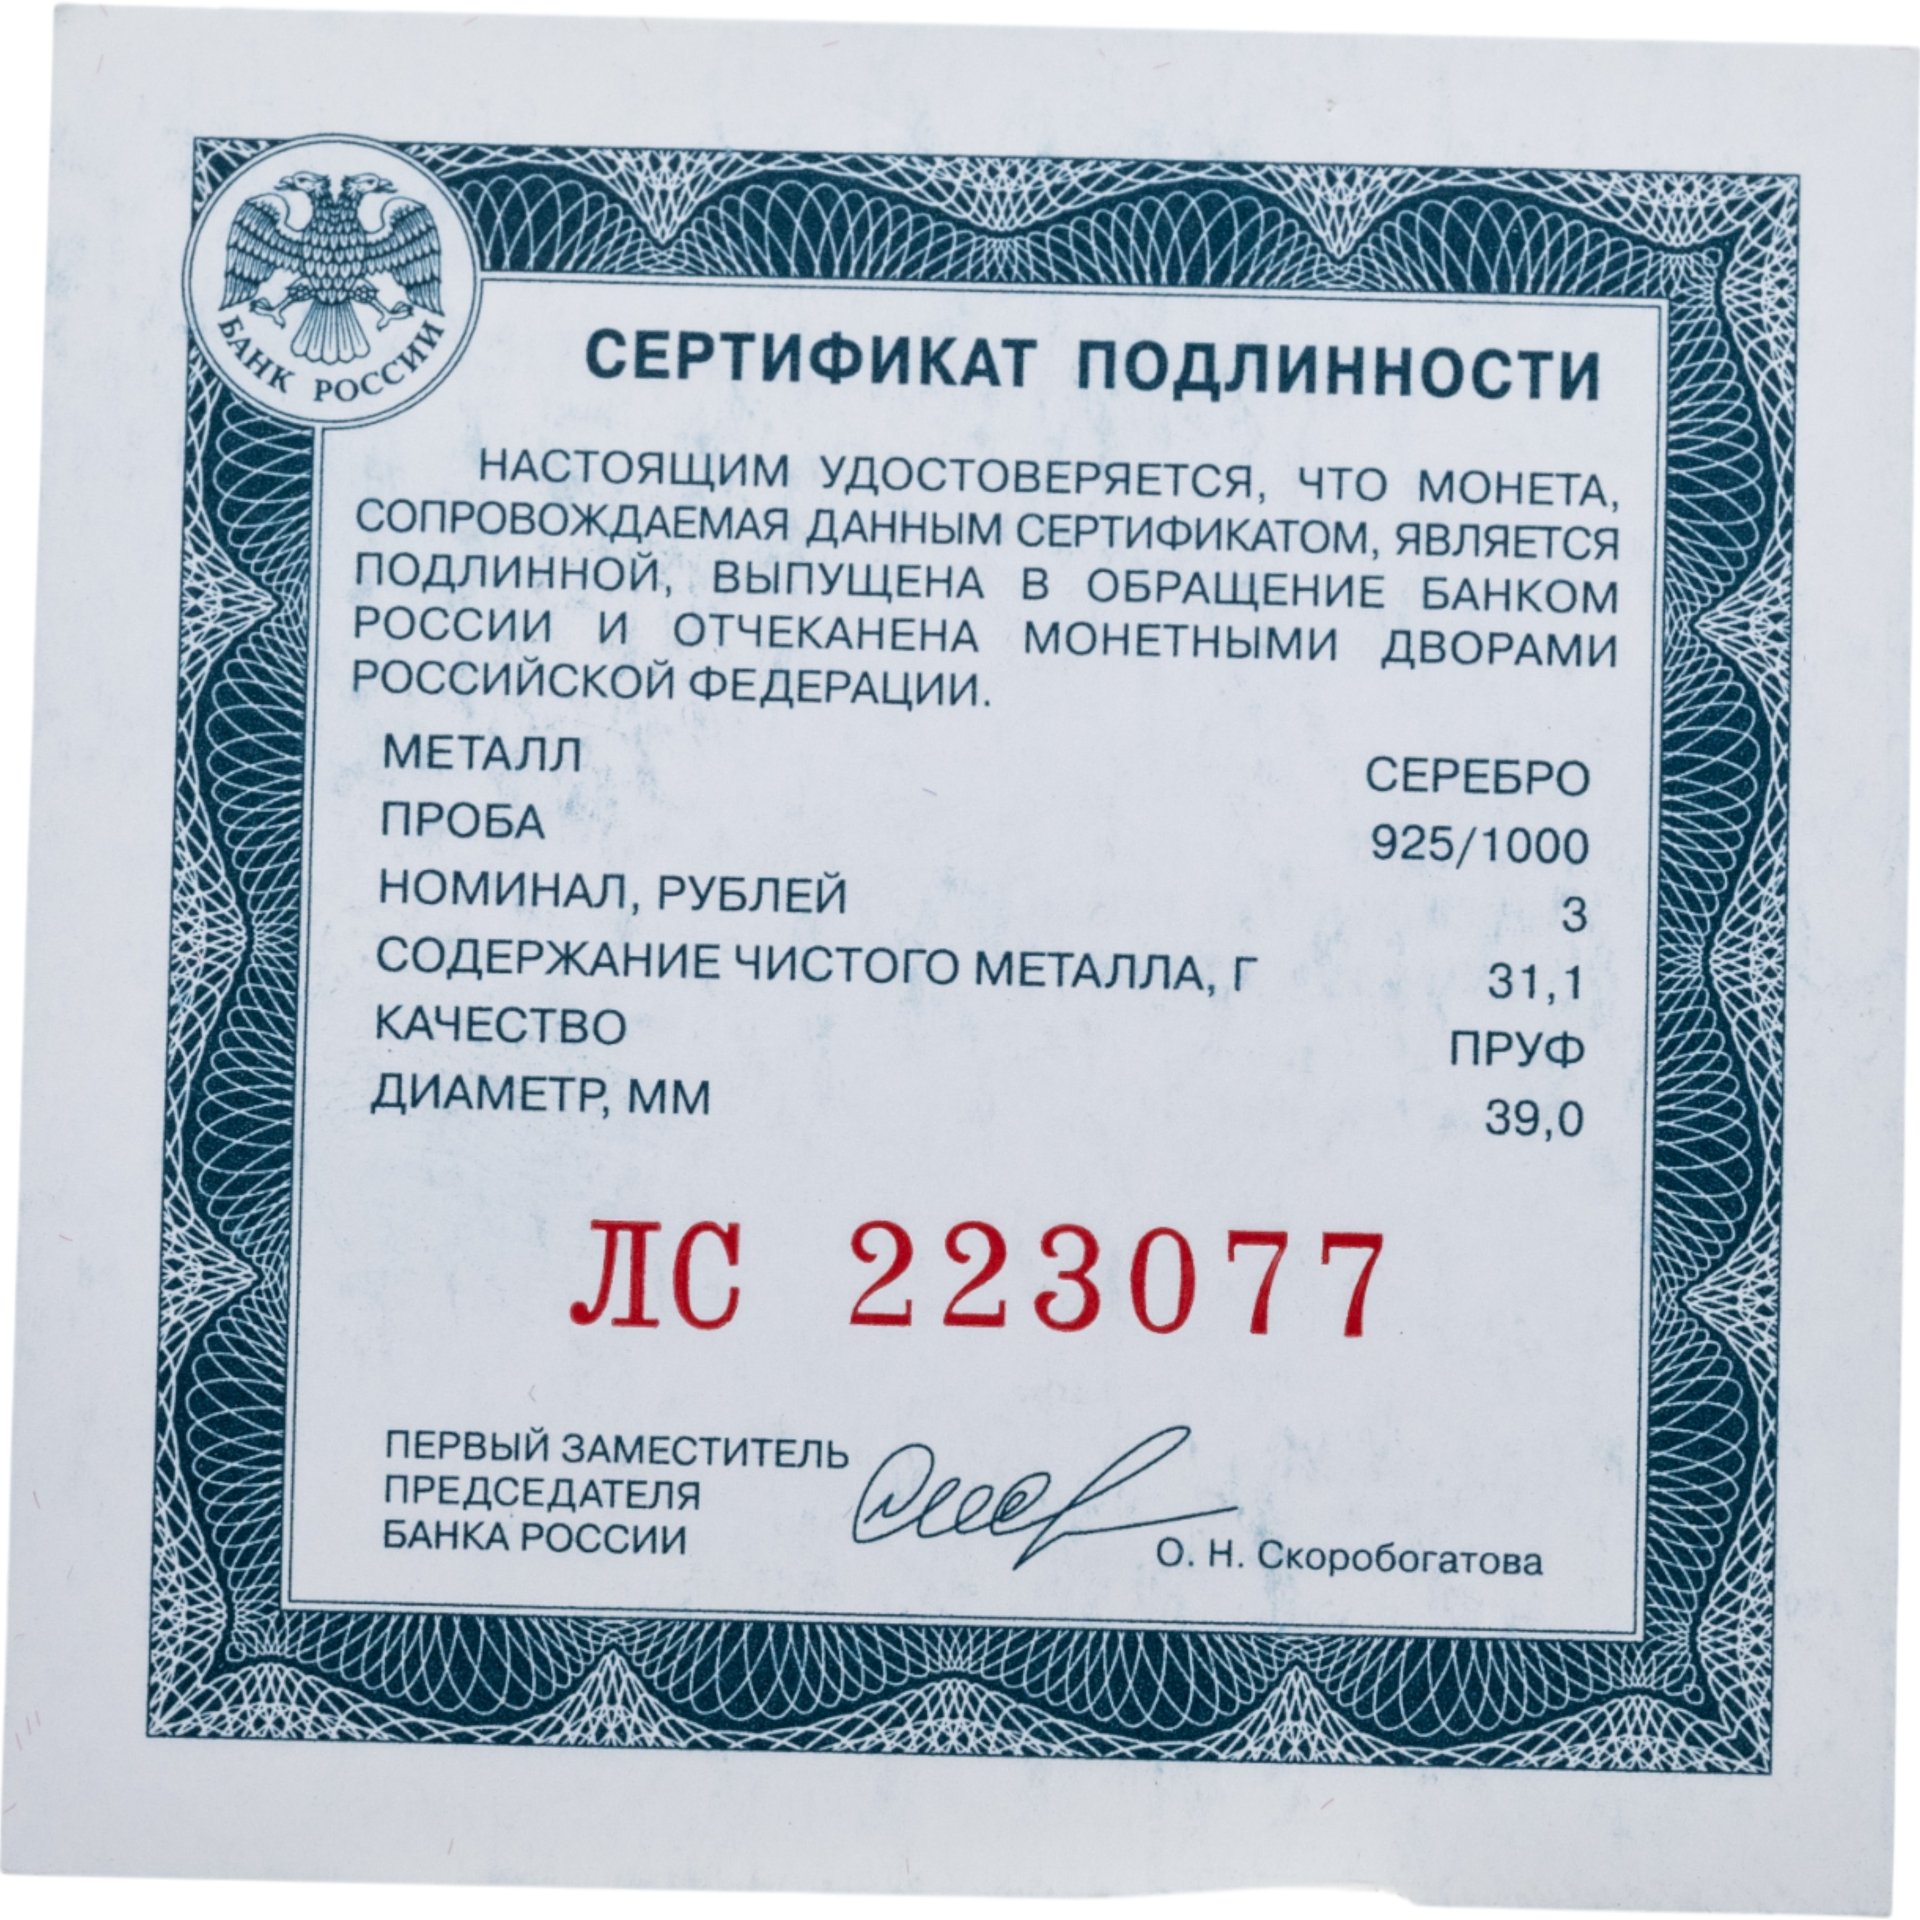 БАНК РОССИИ
СЕРТИФИКАТ ПОДЛИННОСТИ
НАСТОЯЩИМ УДОСТОВЕРЯЕТСЯ, ЧТО МОНЕТА,
СОПРОВОЖДАЕМАЯ ДАННЫМ СЕРТИФИКАТОМ, ЯВЛЯЕТСЯ
ПОДЛИННОЙ, ВЫПУЩЕНА В ОБРАЩЕНИЕ БАНКОМ
РОССИИ И ОТЧЕКАНЕНА МОНЕТНЫМИ ДВОРАМИ
РОССИЙСКОЙ ФЕДЕРАЦИИ.
МЕТАЛЛ СЕРЕБРО
ПРОБА 925/1000
НОМИНАЛ, РУБЛЕЙ 3
СОДЕРЖАНИЕ ЧИСТОГО МЕТАЛЛА, Г 31,1
КАЧЕСТВО ПРУФ
ДИАМЕТР, ММ 39,0
ЛС 223077
ПЕРВЫЙ ЗАМЕСТИТЕЛЬ
ПРЕДСЕДАТЕЛЯ
БАНКА РОССИИ
О. Н. Скоробогатова